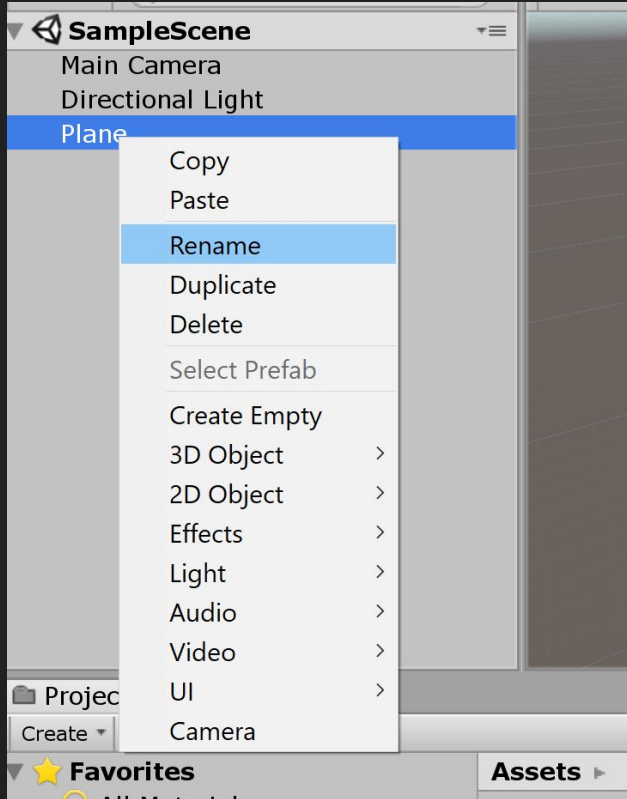 SampleScene
Main Camera
Directional Light
Plane
Copy
Paste
Rename
Duplicate
Delete
Select Prefab
Create Empty
3D Object
2D Object
Effects
Light
Audio
Video
UI
Camera
Projec
Create
Favorites
Assets